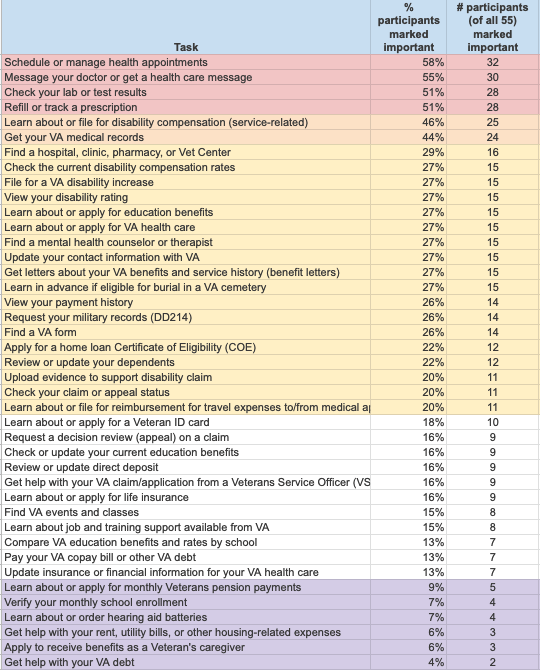 Task % participants marked important # participants (of all 55) marked important
Schedule or manage health appointments 58% 32
Message your doctor or get a health care message 55% 30
Check your lab or test results 51% 28
Refill or track a prescription 51% 28
Learn about or file for disability compensation (service-related) 46% 25
Get your VA medical records 44% 24
Find a hospital, clinic, pharmacy, or Vet Center 29% 16
Check the current disability compensation rates 27% 15
File for a VA disability increase 27% 15
View your disability rating 27% 15
Learn about or apply for education benefits 27% 15
Learn about or apply for VA health care 27% 15
Find a mental health counselor or therapist 27% 15
Update your contact information with VA 27% 15
Get letters about your VA benefits and service history (benefit letters) 27% 15
Learn in advance if eligible for burial in a VA cemetery 27% 15
View your payment history 26% 14
Request your military records (DD214) 26% 14
Find a VA form 26% 14
Apply for a home loan Certificate of Eligibility (COE) 22% 12
Review or update your dependents 22% 12
Upload evidence to support disability claim 20% 11
Check your claim or appeal status 20% 11
Learn about or file for reimbursement for travel expenses to/from medical a 20% 11
Learn about or apply for a Veteran ID card 18% 10
Request a decision review (appeal) on a claim 16% 9
Check or update your current education benefits 16% 9
Review or update direct deposit 16% 9
Get help with your VA claim/application from a Veterans Service Officer (VS 16% 9
Learn about or apply for life insurance 16% 9
Find VA events and classes 15% 8
Learn about job and training support available from VA 15% 8
Compare VA education benefits and rates by school 13% 7
Pay your VA copay bill or other VA debt 13% 7
Update insurance or financial information for your VA health care 13% 7
Learn about or apply for monthly Veterans pension payments 9% 5
Verify your monthly school enrollment 7% 4
Learn about or order hearing aid batteries 7% 4
Get help with your rent, utility bills, or other housing-related expenses 6% 3
Apply to receive benefits as a Veteran's caregiver 6% 3
Get help with your VA debt 4% 2